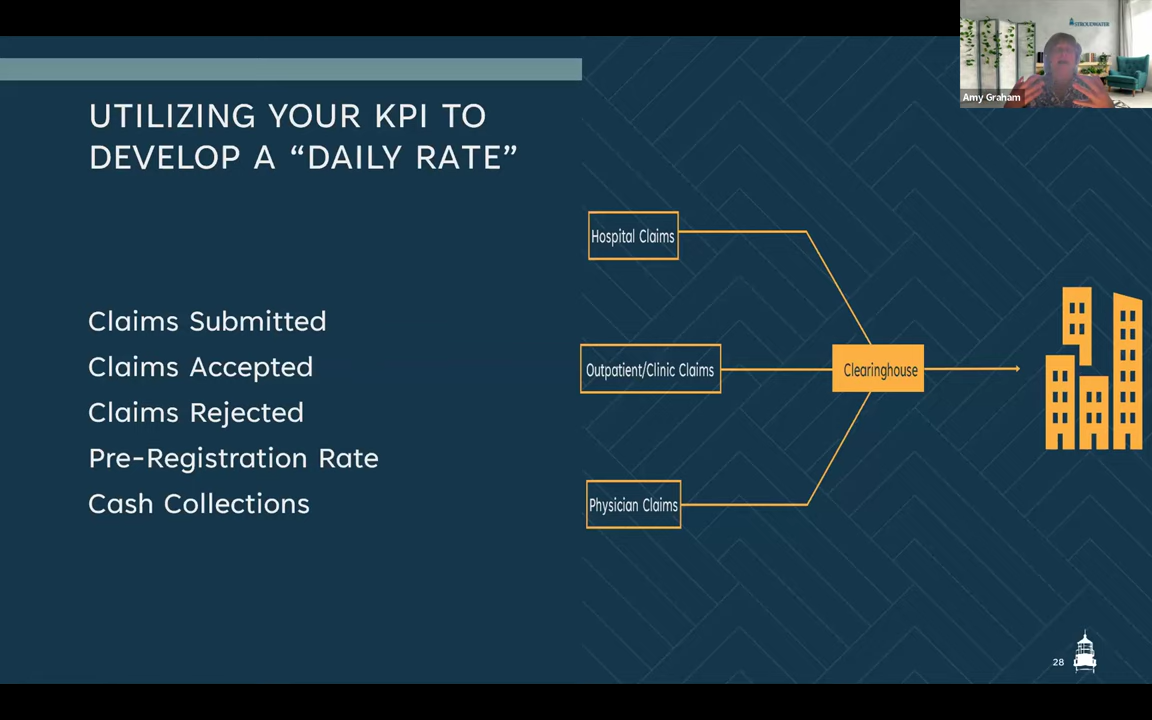 STROUDWATER
Amy Graham
UTILIZING YOUR KPI TO
DEVELOP A “DAILY RATE”
Claims Submitted
Claims Accepted
Claims Rejected
Pre-Registration Rate
Cash Collections
Hospital Claims
Outpatient/Clinic Claims
Clearinghouse
Physician Claims
28